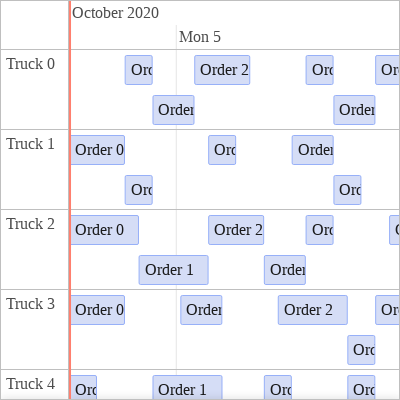 October 2020
Mon 5
Truck 0
Ord Order 2 Ord Ord
Order Order
Truck 1
Order 0 Ord Order
Ord Ord
Truck 2
Order 0 Order 2 Ord
Order 1 Order
Truck 3
Order 0 Order Order 2 Ord
Ord
Truck 4
Ord Order 1 Ord Ord